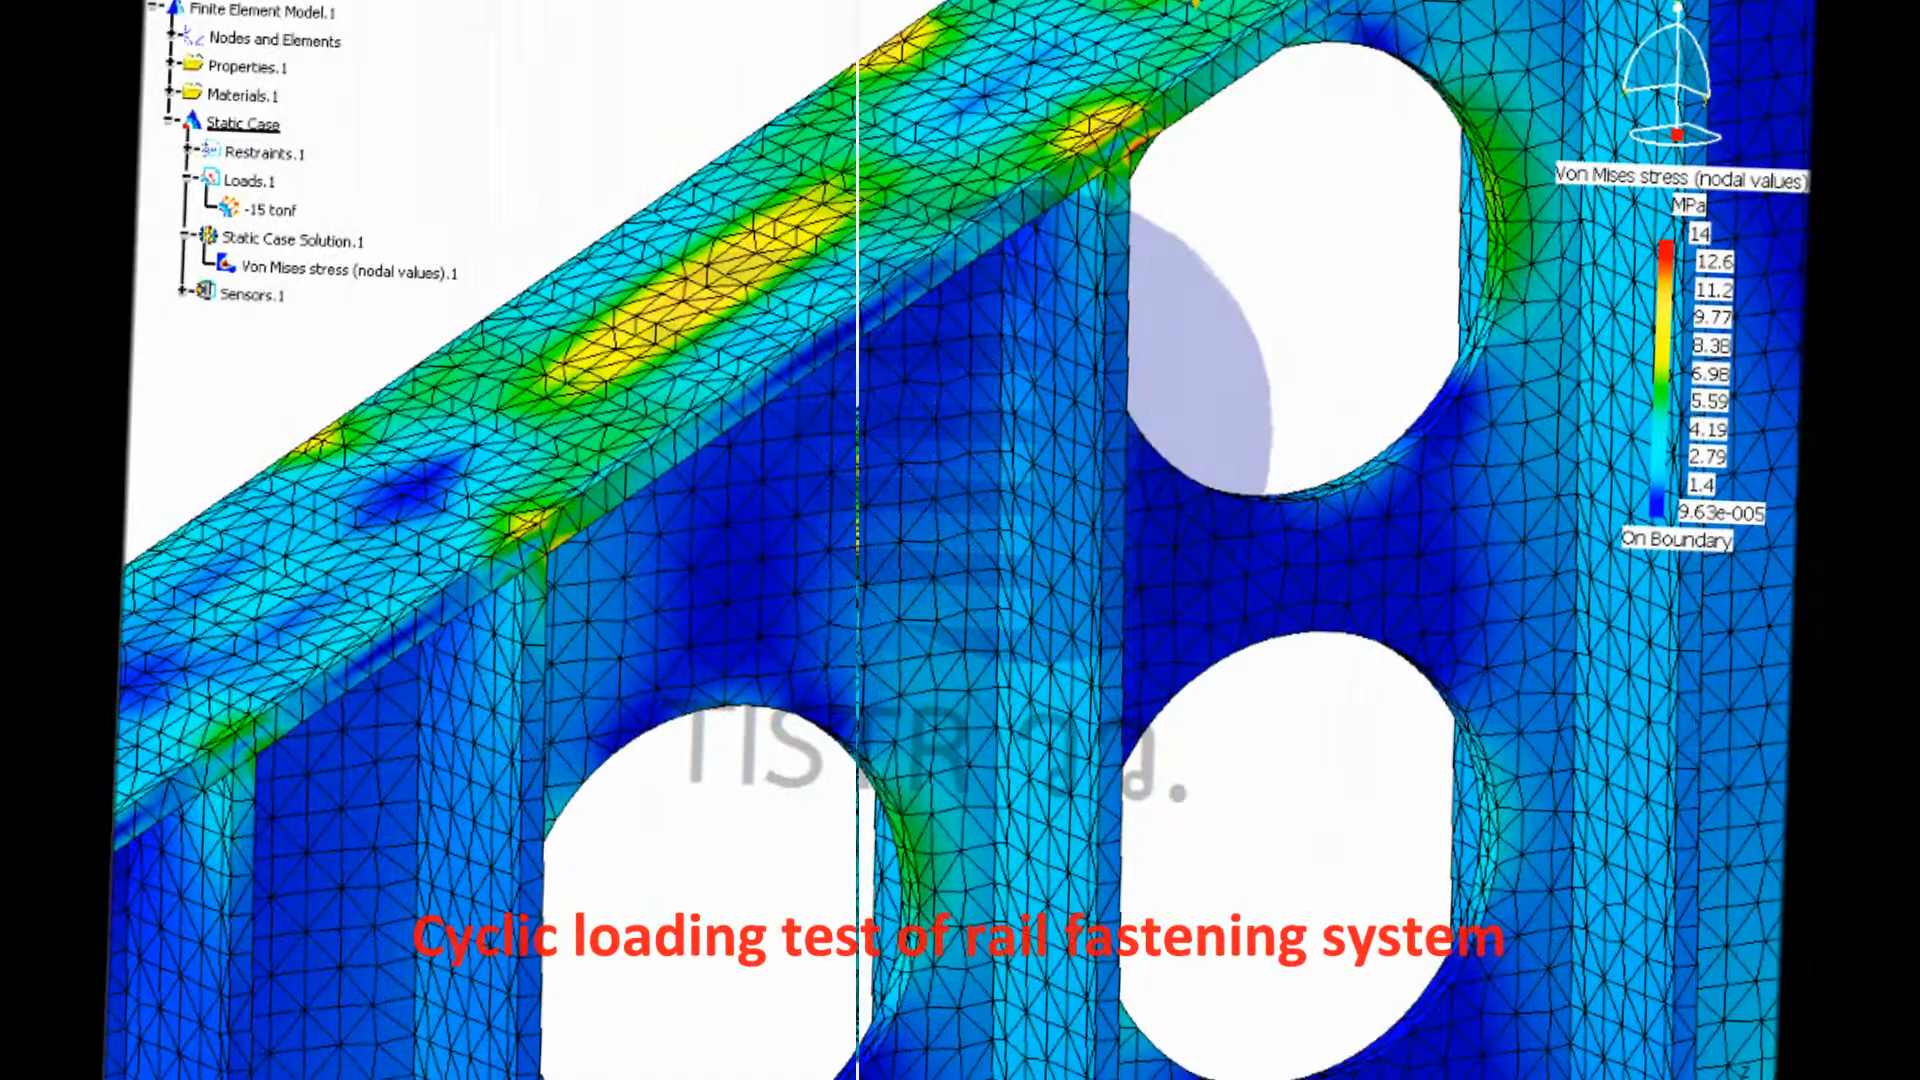 Finite Element Model.1
Nodes and Elements
Properties.1
Materials.1
Static Case
Restraints.1
Loads.1
-15 tonf
Static Case Solution.1
Von Mises stress (nodal values).1
Sensors.1
Von Mises stress (nodal values)
MPa
14
12.6
11.2
9.77
8.38
6.98
5.59
4.19
2.79
1.4
9.63e-005
On Boundary
Cyclic loading test of rail fastening system